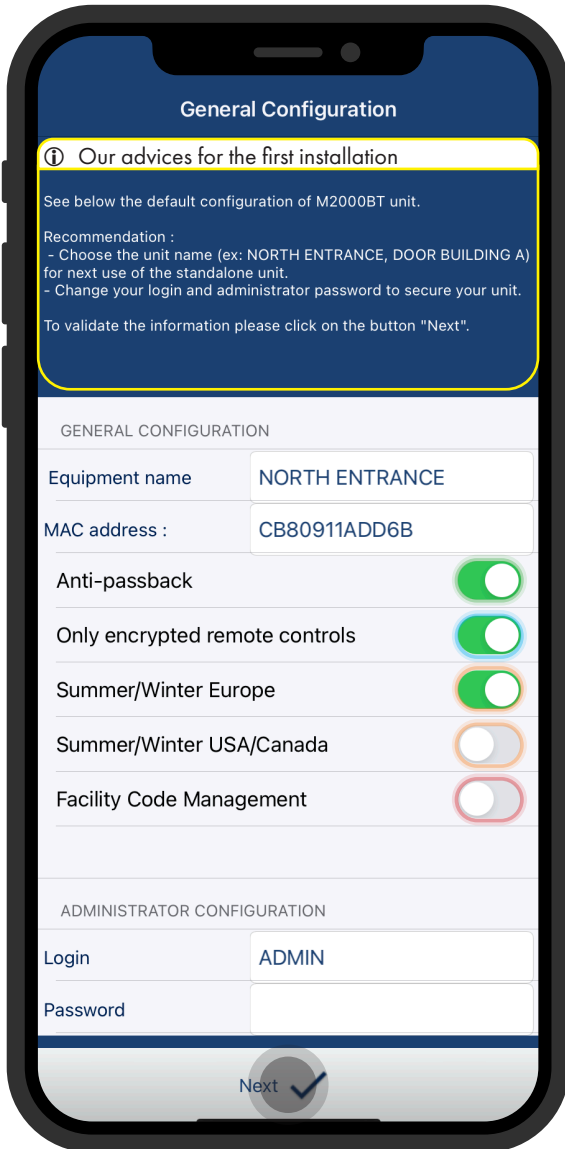 General Configuration
Our advices for the first installation
See below the default configuration of M2000BT unit.
Recommendation :
- Choose the unit name (ex: NORTH ENTRANCE, DOOR BUILDING A)
for next use of the standalone unit.
- Change your login and administrator password to secure your unit.
To validate the information please click on the button "Next".
GENERAL CONFIGURATION
Equipment name NORTH ENTRANCE
MAC address : CB80911ADD6B
Anti-passback
Only encrypted remote controls
Summer/Winter Europe
Summer/Winter USA/Canada
Facility Code Management
ADMINISTRATOR CONFIGURATION
Login ADMIN
Password
Next